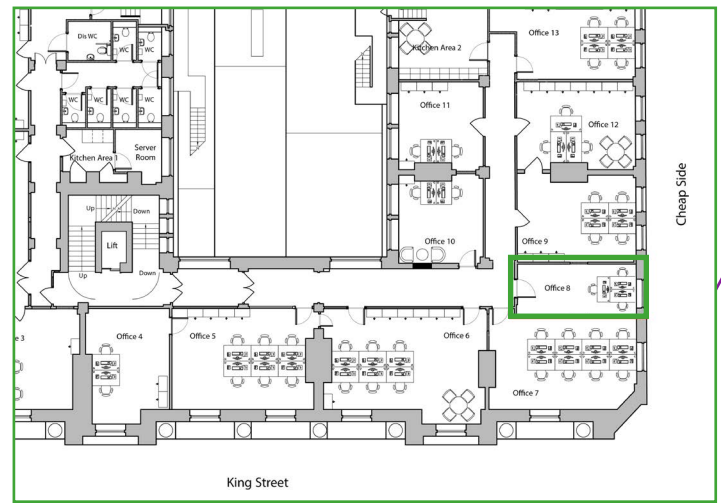 Dis WC
WC
WC
WC
WC
WC
WC
Kitchen Area 1
Server
Room
Up
Down
Lift
Up
Down
Kitchen Area 2
Office 13
Office 11
Office 12
Office 10
Office 9
Office 8
Cheap Side
e 3
Office 4
Office 5
Office 6
Office 7
King Street